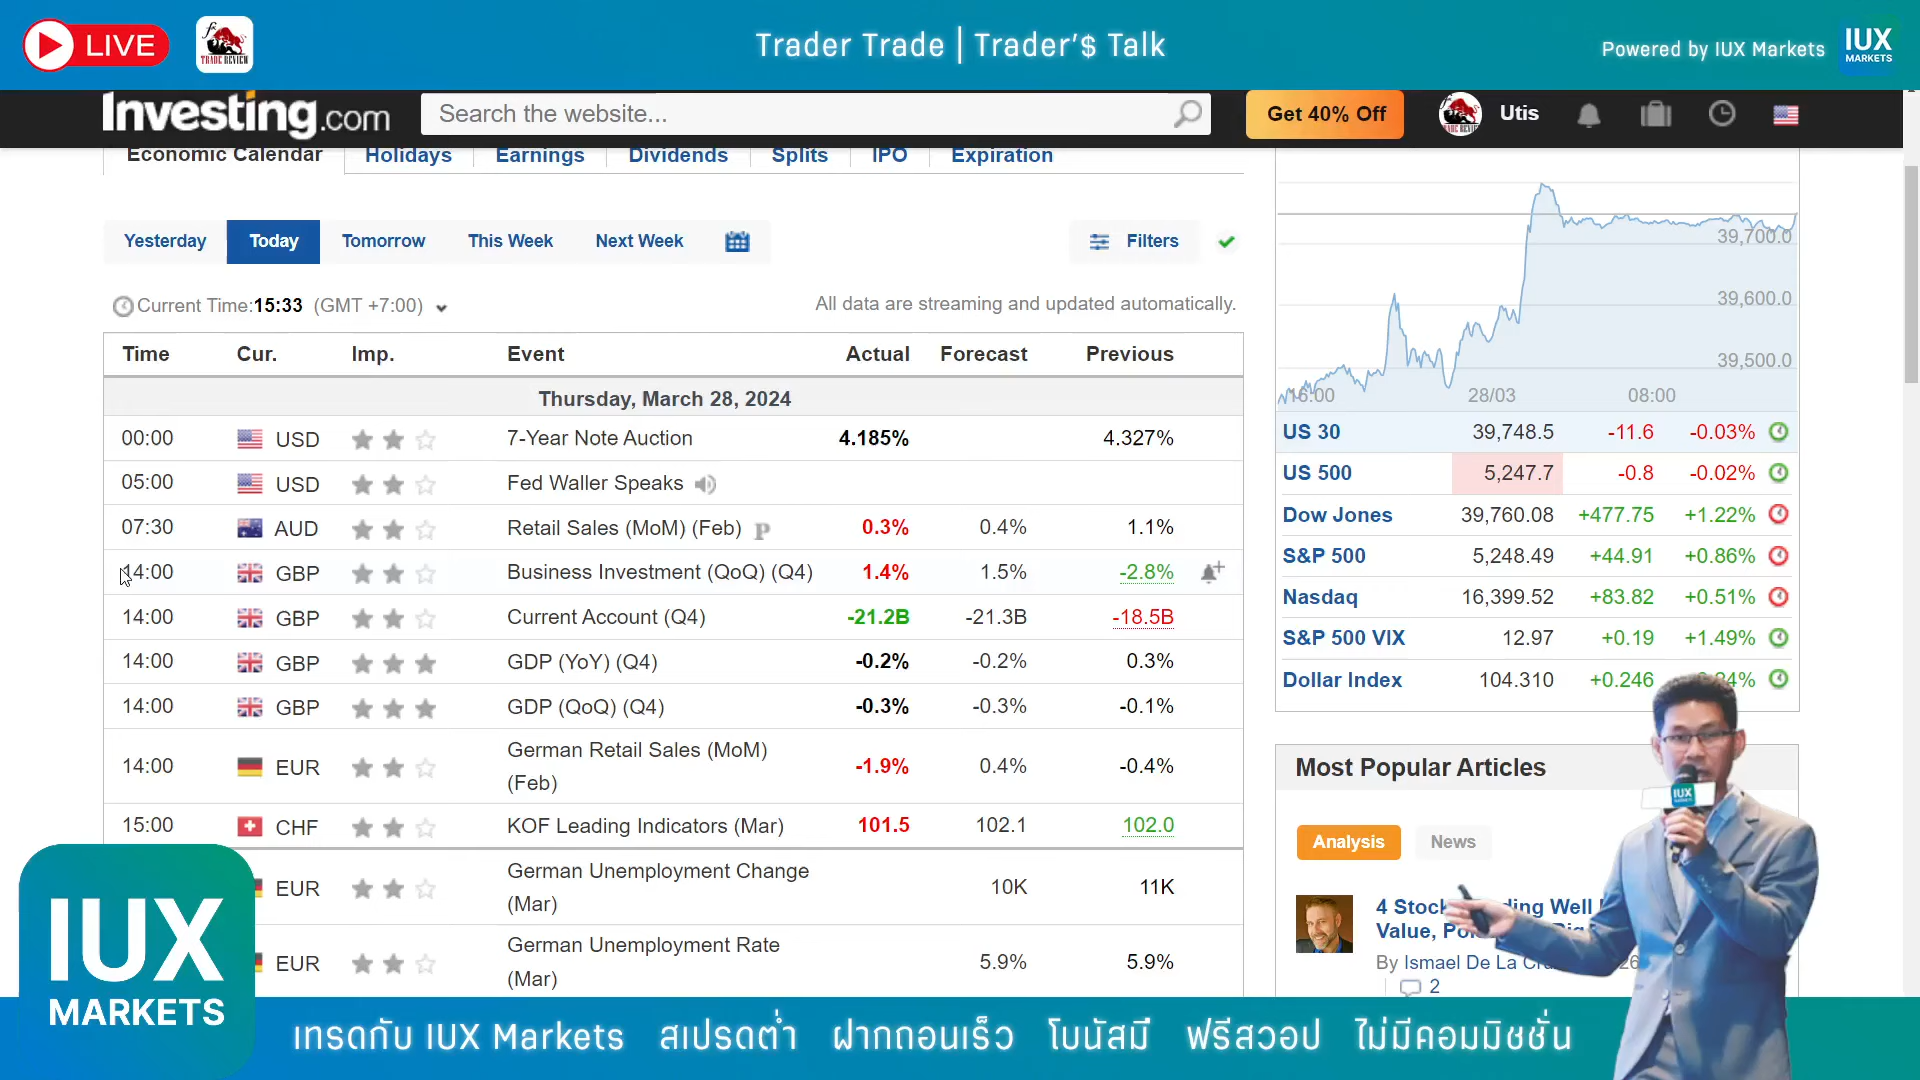 LIVE
TRADE REVIEW
Trader Trade | Trader'$ Talk
Powered by IUX Markets
IUX
MARKETS
Investing.com
Search the website...
Get 40% Off
Utis
Economic Calendar
Holidays
Earnings
Dividends
Splits
IPO
Expiration
Yesterday
Today
Tomorrow
This Week
Next Week
Filters
Current Time:15:33 (GMT +7:00)
All data are streaming and updated automatically.
Time Cur. Imp. Event Actual Forecast Previous
Thursday, March 28, 2024
00:00 USD 7-Year Note Auction 4.185% 4.327%
05:00 USD Fed Waller Speaks
07:30 AUD Retail Sales (MoM) (Feb) P 0.3% 0.4% 1.1%
14:00 GBP Business Investment (QoQ) (Q4) 1.4% 1.5% -2.8%
14:00 GBP Current Account (Q4) -21.2B -21.3B -18.5B
14:00 GBP GDP (YoY) (Q4) -0.2% -0.2% 0.3%
14:00 GBP GDP (QoQ) (Q4) -0.3% -0.3% -0.1%
14:00 EUR German Retail Sales (MoM) (Feb) -1.9% 0.4% -0.4%
15:00 CHF KOF Leading Indicators (Mar) 101.5 102.1 102.0
EUR German Unemployment Change (Mar) 10K 11K
EUR German Unemployment Rate (Mar) 5.9% 5.9%
39,700.0
39,600.0
39,500.0
16:00 28/03 08:00
US 30 39,748.5 -11.6 -0.03%
US 500 5,247.7 -0.8 -0.02%
Dow Jones 39,760.08 +477.75 +1.22%
S&P 500 5,248.49 +44.91 +0.86%
Nasdaq 16,399.52 +83.82 +0.51%
S&P 500 VIX 12.97 +0.19 +1.49%
Dollar Index 104.310 +0.246
Most Popular Articles
Analysis
News
4 Stock Well
Value,
By Ismael De La
2
IUX
IUX
MARKETS
เทรดกับ IUX Markets สเปรดต่ำ ฝากถอนเร็ว โบนัสมี ฟรีสวอป ไม่มีคอมมิชชั่น